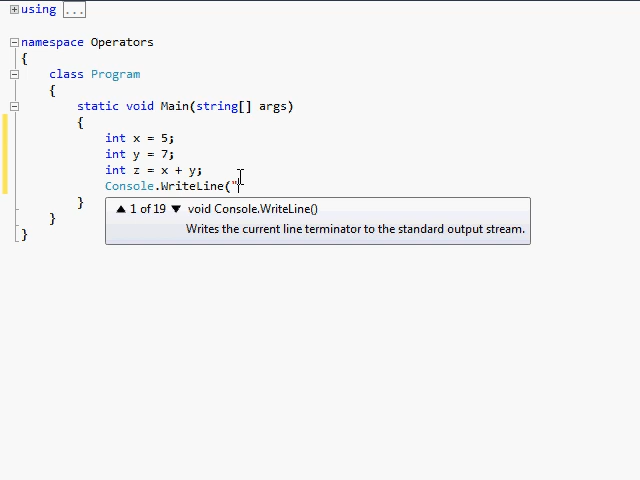 using ...
namespace Operators
{
class Program
{
static void Main(string[] args)
{
int x = 5;
int y = 7;
int z = x + y;
Console.WriteLine("
}
}
}
▲ 1 of 19 ▼ void Console.WriteLine()
Writes the current line terminator to the standard output stream.